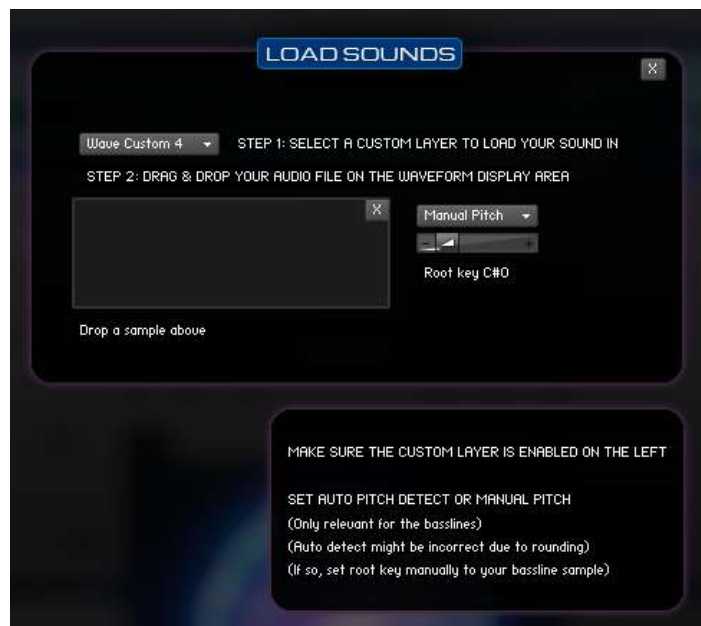 LOAD SOUNDS
X
Wave Custom 4
STEP 1: SELECT A CUSTOM LAYER TO LOAD YOUR SOUND IN
STEP 2: DRAG & DROP YOUR AUDIO FILE ON THE WAVEFORM DISPLAY AREA
X
Manual Pitch
- +
Root key C#0
Drop a sample above
MAKE SURE THE CUSTOM LAYER IS ENABLED ON THE LEFT
SET AUTO PITCH DETECT OR MANUAL PITCH
(Only relevant for the basslines)
(Auto detect might be incorrect due to rounding)
(If so, set root key manually to your bassline sample)